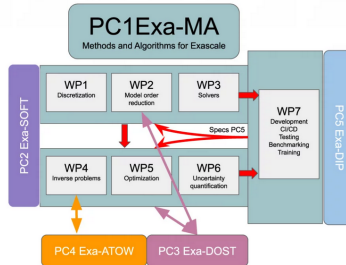 PC1Exa-MA
Methods and Algorithms for Exascale
PC2 Exa-SOFT
WP1
Discretization
WP2
Model order
reduction
WP3
Solvers
WP7
Development
CI/CD
Testing
Benchmarking
Training
Specs PC5
WP4
Inverse problems
WP5
Optimization
WP6
Uncertainty
quantification
PC5 Exa-DIP
PC4 Exa-ATOW
PC3 Exa-DOST